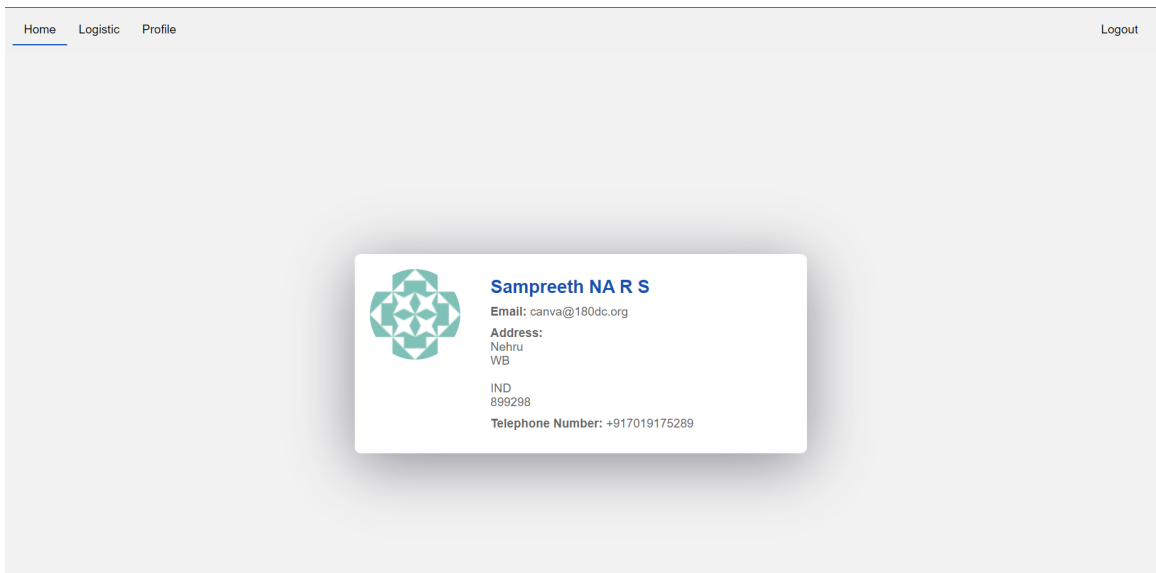 Home Logistic Profile Logout
Sampreeth NA R S
Email: canva@180dc.org
Address:
Nehru
WB
IND
899298
Telephone Number: +917019175289